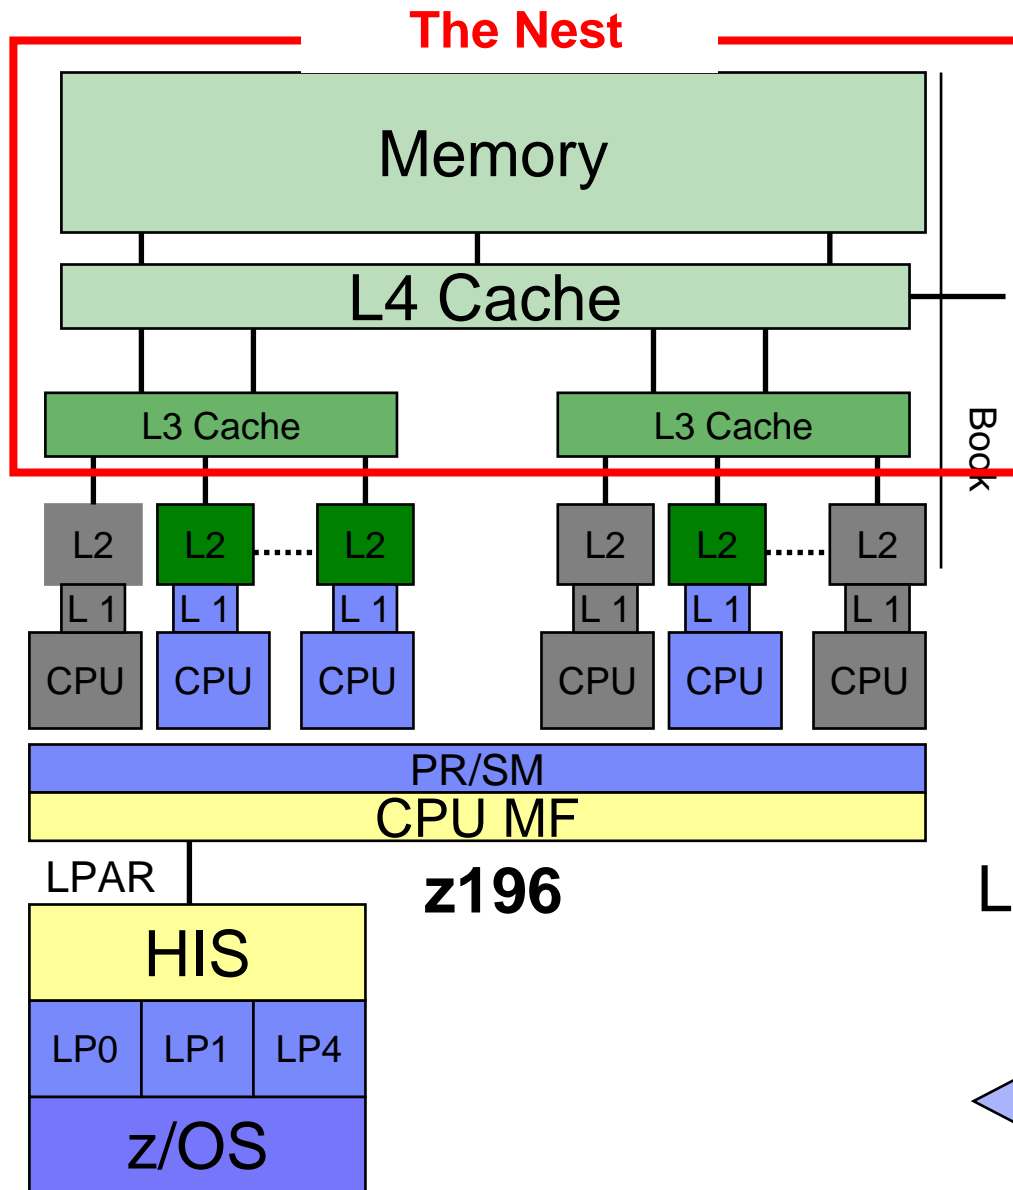 The Nest
Memory
L4 Cache
L3 Cache L3 Cache
Book
L2 L2 L2 L2 L2 L2
L 1 L 1 L 1 L 1 L 1 L 1
CPU CPU CPU CPU CPU CPU
PR/SM
CPU MF
LPAR
z196
L
HIS
LP0 LP1 LP4
z/OS